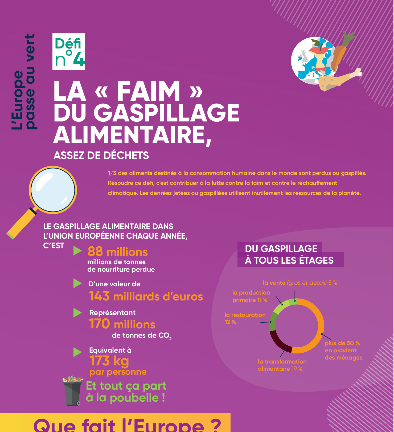 L'Europe
passe au vert
Défi
n°4
LA « FAIM »
DU GASPILLAGE
ALIMENTAIRE,
ASSEZ DE DÉCHETS
1/3 des aliments destinés à la consommation humaine dans le monde sont perdus ou gaspillés.
Résoudre ce défi, c'est contribuer à la lutte contre la faim et contre le réchauffement
climatique. Les denrées jetées ou gaspillées utilisent inutilement les ressources de la planète.
LE GASPILLAGE ALIMENTAIRE DANS
L'UNION EUROPÉENNE CHAQUE ANNÉE,
C'EST
88 millions
millions de tonnes
de nourriture perdue
D'une valeur de
143 milliards d'euros
Représentant
170 millions
de tonnes de CO₂
Équivalent à
173 kg
par personne
Et tout ça part
à la poubelle !
DU GASPILLAGE
À TOUS LES ÉTAGES
la vente gros et détail 5 %
la production
primaire 11 %
la restauration
12 %
plus de 50 %
des ménages
la transformation
alimentaire
Que fait l'Europe ?